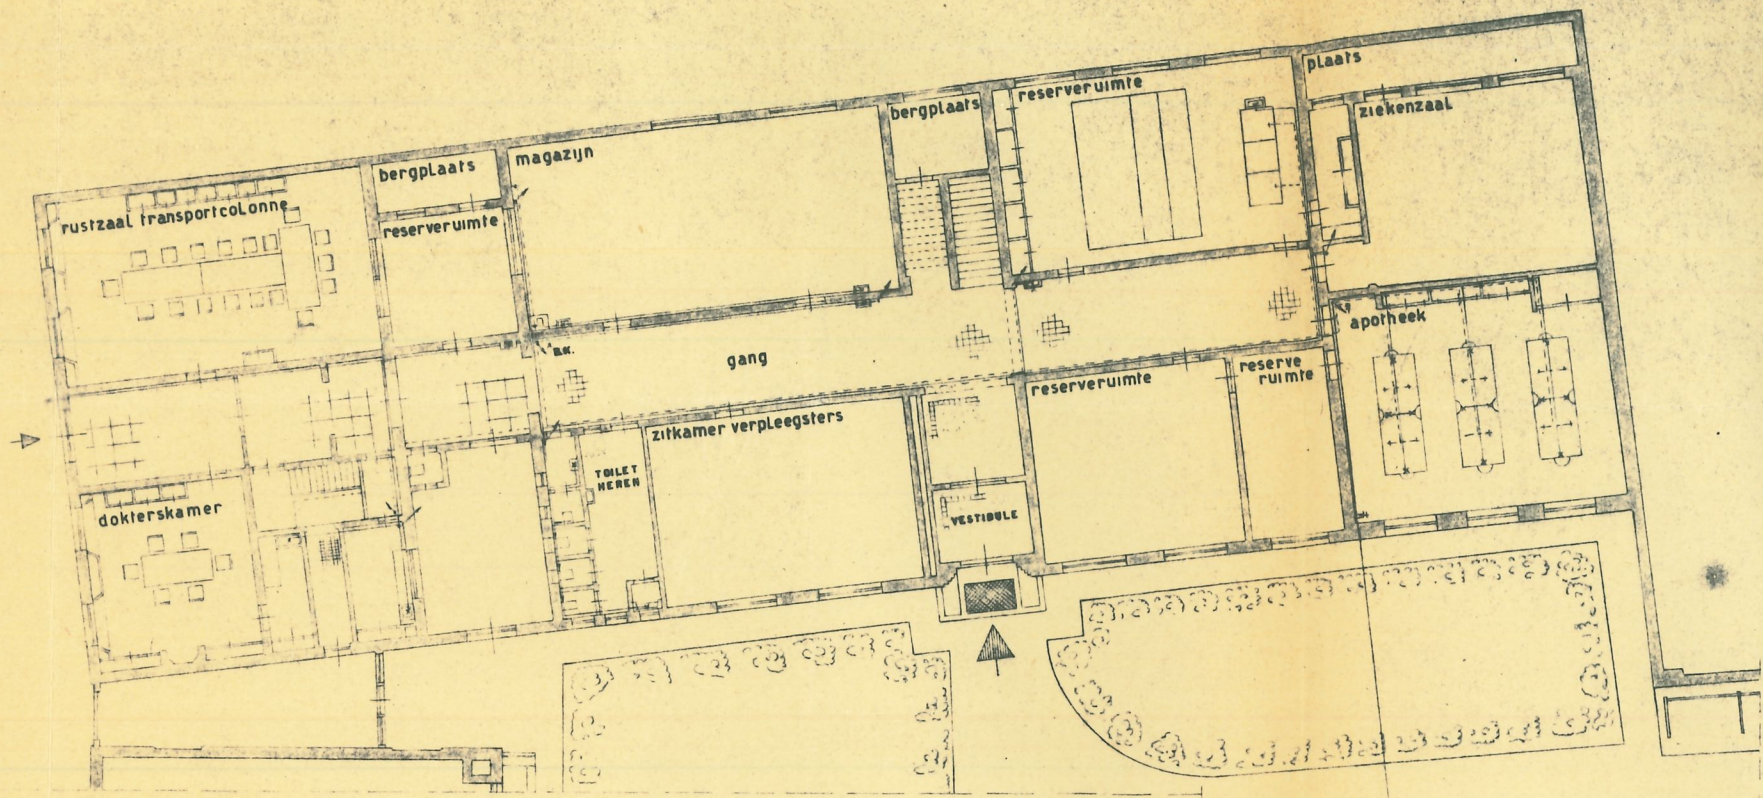 plaats
reserveruimte
bergplaats
ziekenzaal
magazijn
bergplaats
rustzaal transportcolonne
reserveruimte
apotheek
B.K.
gang
reserve
ruimte
reserveruimte
zitkamer verpleegsters
TOILET
HEREN
dokterskamer
VESTIBULE